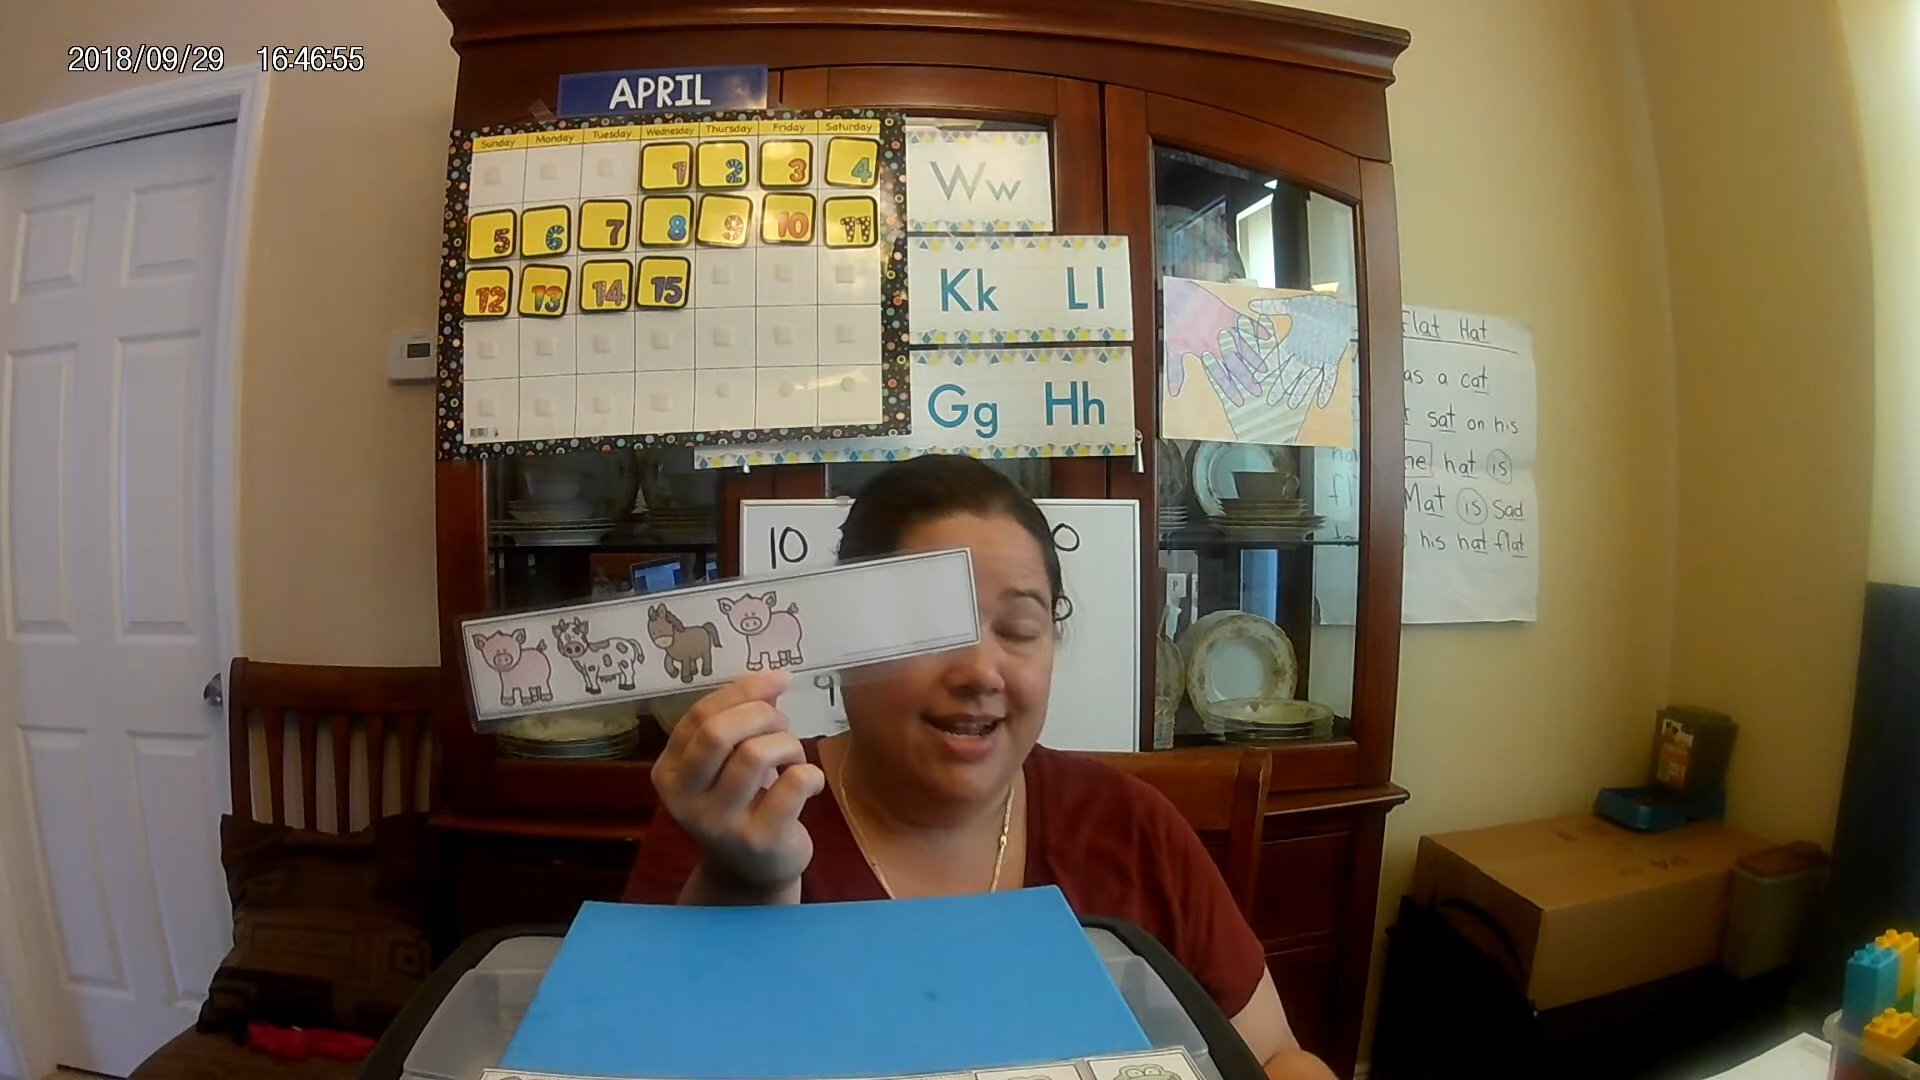 2018/09/29 16:46:55
APRIL
Sunday Monday Tuesday Wednesday Thursday Friday Saturday
1 2 3 4
5 6 7 8 9 10 11
12 13 14 15
Ww
Kk Ll
Gg Hh
10
9
Flat Hat
as a cat
sat on his
hat is
Mat is Sad
his hat flat